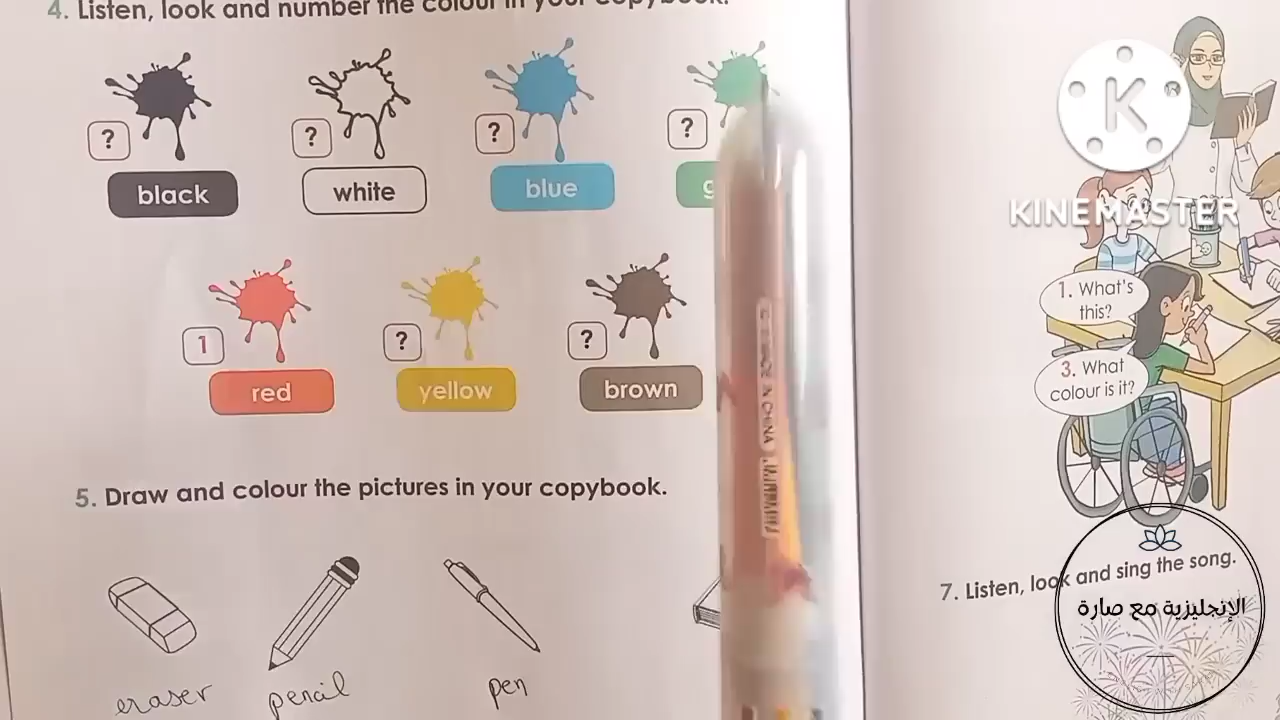 4. Listen, look and number the colour in your copybook.
? ? ? ?
black white blue g
1 ? ?
red yellow brown
5. Draw and colour the pictures in your copybook.
eraser pencil pen
K
KINEMASTER
1. What's
this?
3. What
colour is it?
7. Listen, look and sing the song.
الإنجليزية مع صارة